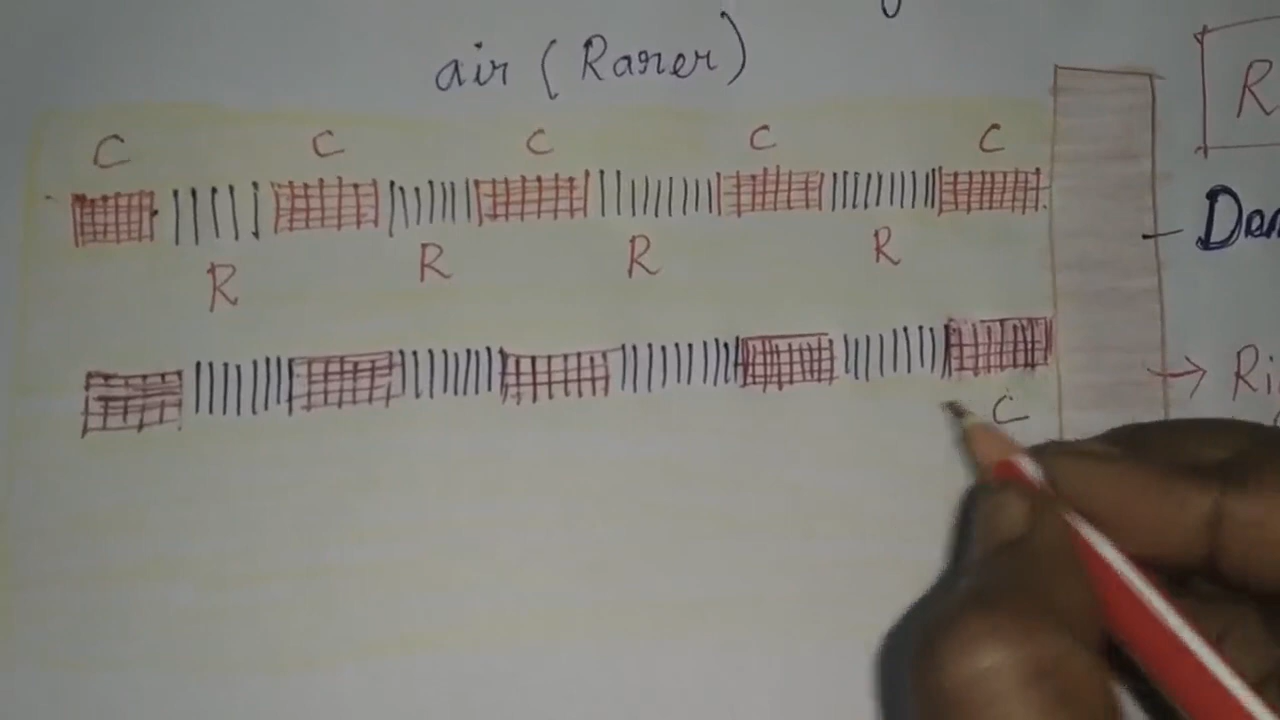 air (Rarer)
C C C C C
R
R R R R
Den
Ri
C